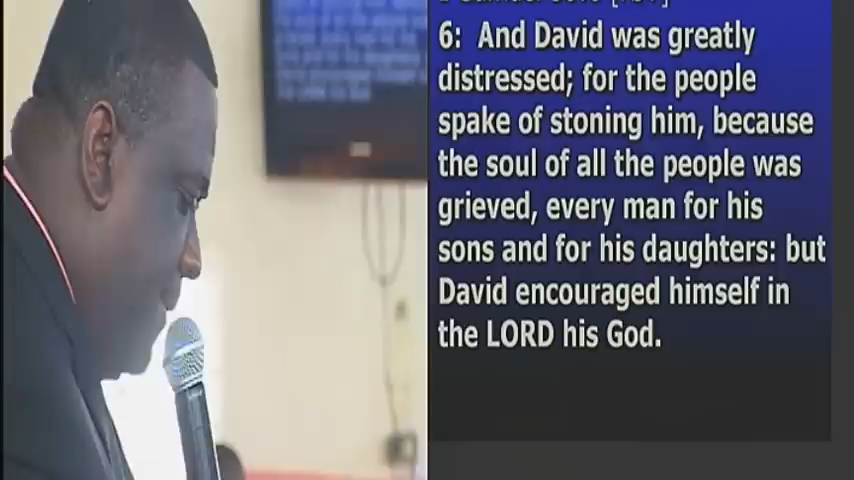 6: And David was greatly
distressed; for the people
spake of stoning him, because
the soul of all the people was
grieved, every man for his
sons and for his daughters: but
David encouraged himself in
the LORD his God.